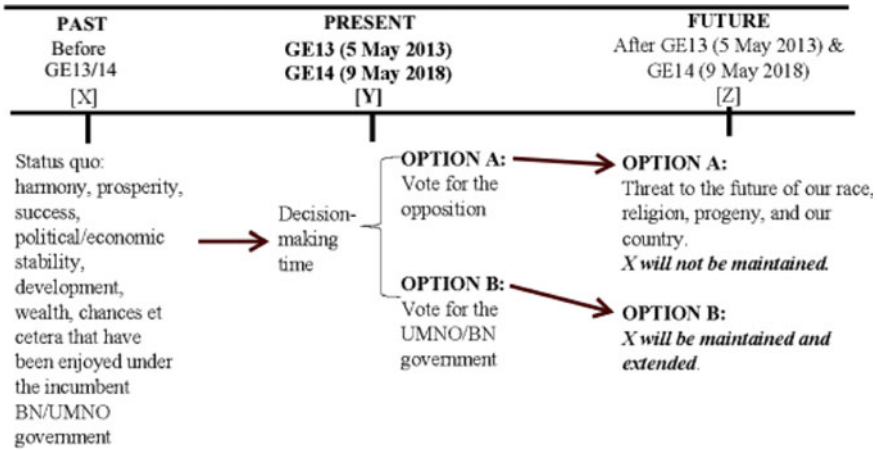 PAST
Before
GE13/14
[X]
PRESENT
GE13 (5 May 2013)
GE14 (9 May 2018)
[Y]
FUTURE
After GE13 (5 May 2013) &
GE14 (9 May 2018)
[Z]
Status quo:
harmony, prosperity,
success,
political/economic
stability,
development,
wealth, chances et
cetera that have
been enjoyed under
the incumbent
BN/UMNO
government
Decision-
making
time
OPTION A:
Vote for the
opposition
OPTION B:
Vote for the
UMNO/BN
government
OPTION A:
Threat to the future of our race,
religion, progeny, and our
country.
X will not be maintained.
OPTION B:
X will be maintained and
extended.